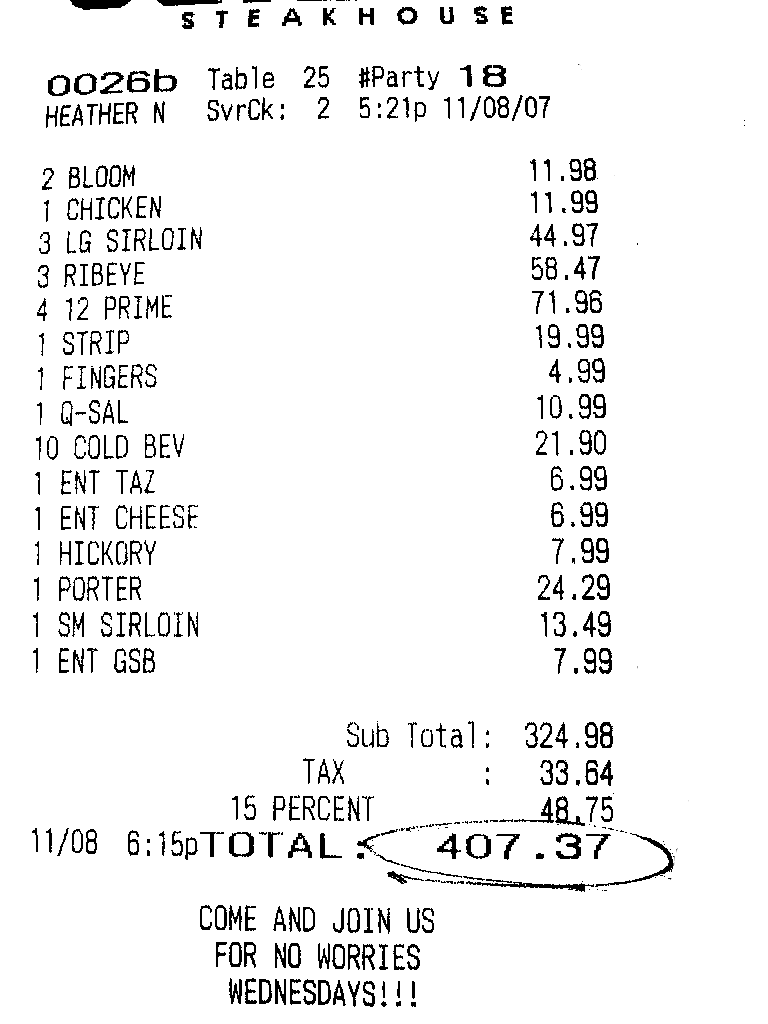 STEAKHOUSE
0026b Table 25 #Party 18
HEATHER N SvrCk: 2 5:21p 11/08/07
2 BLOOM 11.98
1 CHICKEN 11.99
3 LG SIRLOIN 44.97
3 RIBEYE 58.47
4 12 PRIME 71.96
1 STRIP 19.99
1 FINGERS 4.99
1 Q-SAL 10.99
10 COLD BEV 21.90
1 ENT TAZ 6.99
1 ENT CHEESE 6.99
1 HICKORY 7.99
1 PORTER 24.29
1 SM SIRLOIN 13.49
1 ENT GSB 7.99
Sub Total: 324.98
TAX : 33.64
15 PERCENT 48.75
11/08 6:15pTOTAL: 407.37
COME AND JOIN US
FOR NO WORRIES
WEDNESDAYS!!!